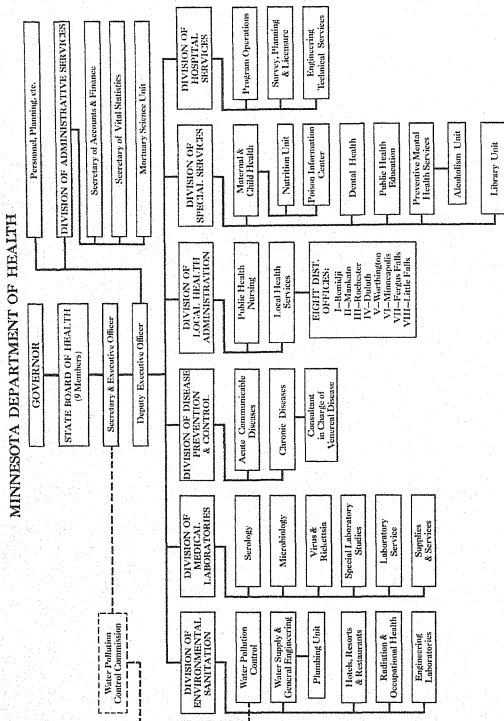 MINNESOTA DEPARTMENT OF HEALTH
GOVERNOR
STATE BOARD OF HEALTH
(9 Members)
Secretary & Executive Officer
Deputy Executive Officer
Water Pollution
Control Commission
Personnel, Planning, etc.
DIVISION OF ADMINISTRATIVE SERVICES
Secretary of Accounts & Finance
Secretary of Vital Statistics
Mortuary Science Unit
DIVISION OF
ENVIRONMENTAL
SANITATION
Water Pollution
Control
Water Supply &
General Engineering
Plumbing Unit
Hotels, Resorts
& Restaurants
Radiation &
Occupational Health
Engineering
Laboratories
DIVISION OF
MEDICAL
LABORATORIES
Serology
Microbiology
Virus &
Rickettsia
Special Laboratory
Studies
Laboratory
Service
Supplies
& Services
DIVISION OF DISEASE
PREVENTION
& CONTROL
Acute Communicable
Diseases
Chronic Diseases
Consultant
in Charge of
Venereal Disease
DIVISION OF
LOCAL HEALTH
ADMINISTRATION
Public Health
Nursing
Local Health
Services
EIGHT DIST.
OFFICES:
I—Bemidji
II—Mankato
III—Rochester
IV—Duluth
V—Worthington
VI—Minneapolis
VII—Fergus Falls
VIII—Little Falls
DIVISION OF
SPECIAL SERVICES
Maternal &
Child Health
Nutrition Unit
Poison Information
Center
Dental Health
Public Health
Education
Preventive Mental
Health Services
Alcoholism Unit
Library Unit
DIVISION OF
HOSPITAL
SERVICES
Program Operations
Survey, Planning
& Licensure
Engineering
Technical Services